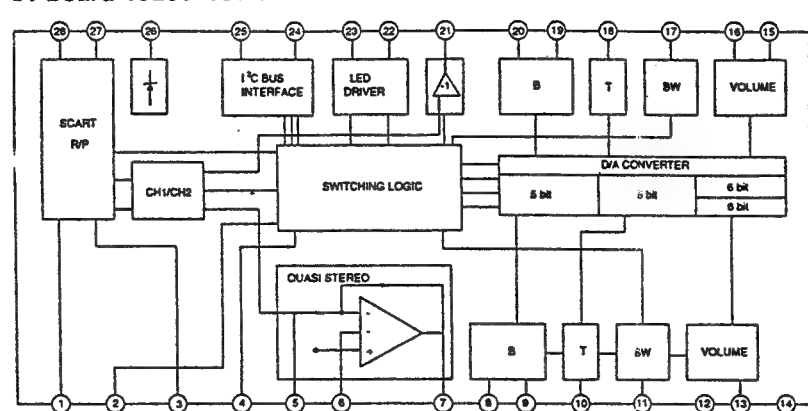 28 27 26 25 24 23 22 21 20 19 18 17 16 15
SCART
R/P
I²C BUS
INTERFACE
LED
DRIVER
-1
B
T
SW
VOLUME
CH1/CH2
SWITCHING LOGIC
D/A CONVERTER
5 bit
5 bit
6 bit
6 bit
QUASI STEREO
-
-
+
B
T
SW
VOLUME
1 2 3 4 5 6 7 8 9 10 11 12 13 14